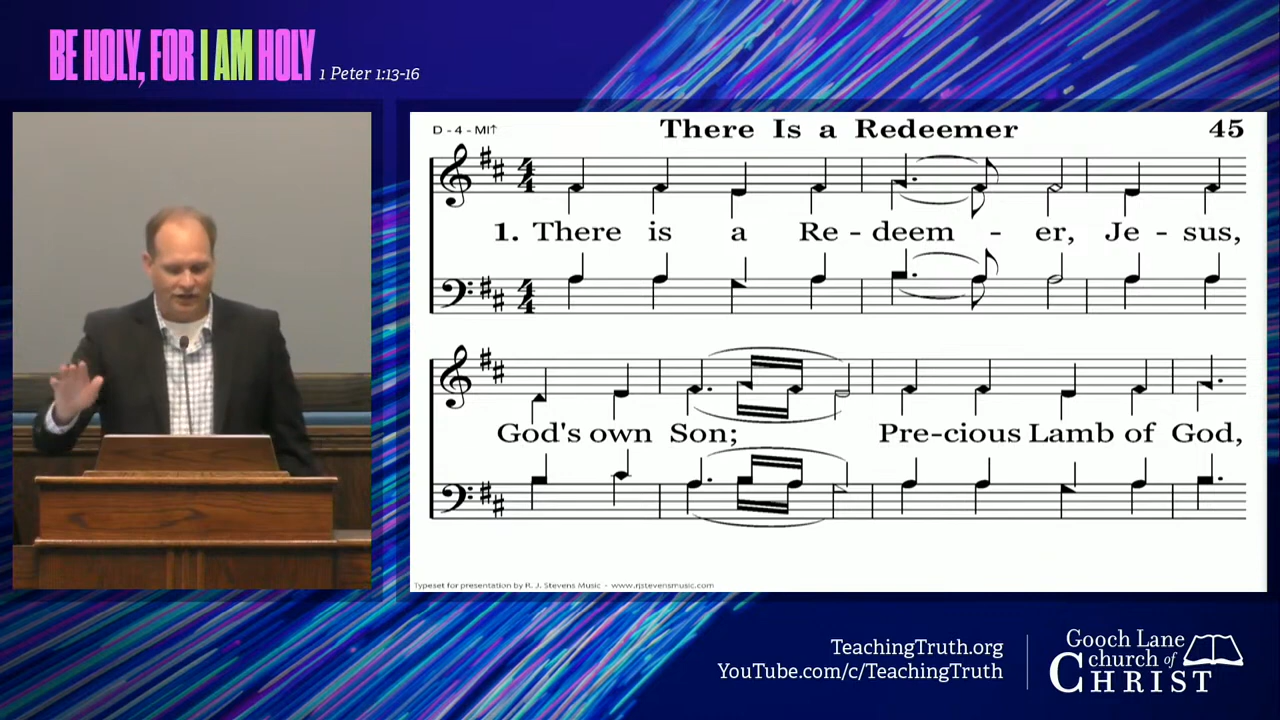 BE HOLY, FOR I AM HOLY 1 Peter 1:13-16
D - 4 - MI↑ There Is a Redeemer 45
1. There is a Re - deem - er, Je - sus,
God's own Son; Pre-cious Lamb of God,
Typeset for presentation by R. J. Stevens Music - www.rjstevensmusic.com
TeachingTruth.org
YouTube.com/c/TeachingTruth
Gooch Lane
church of
CHRIST